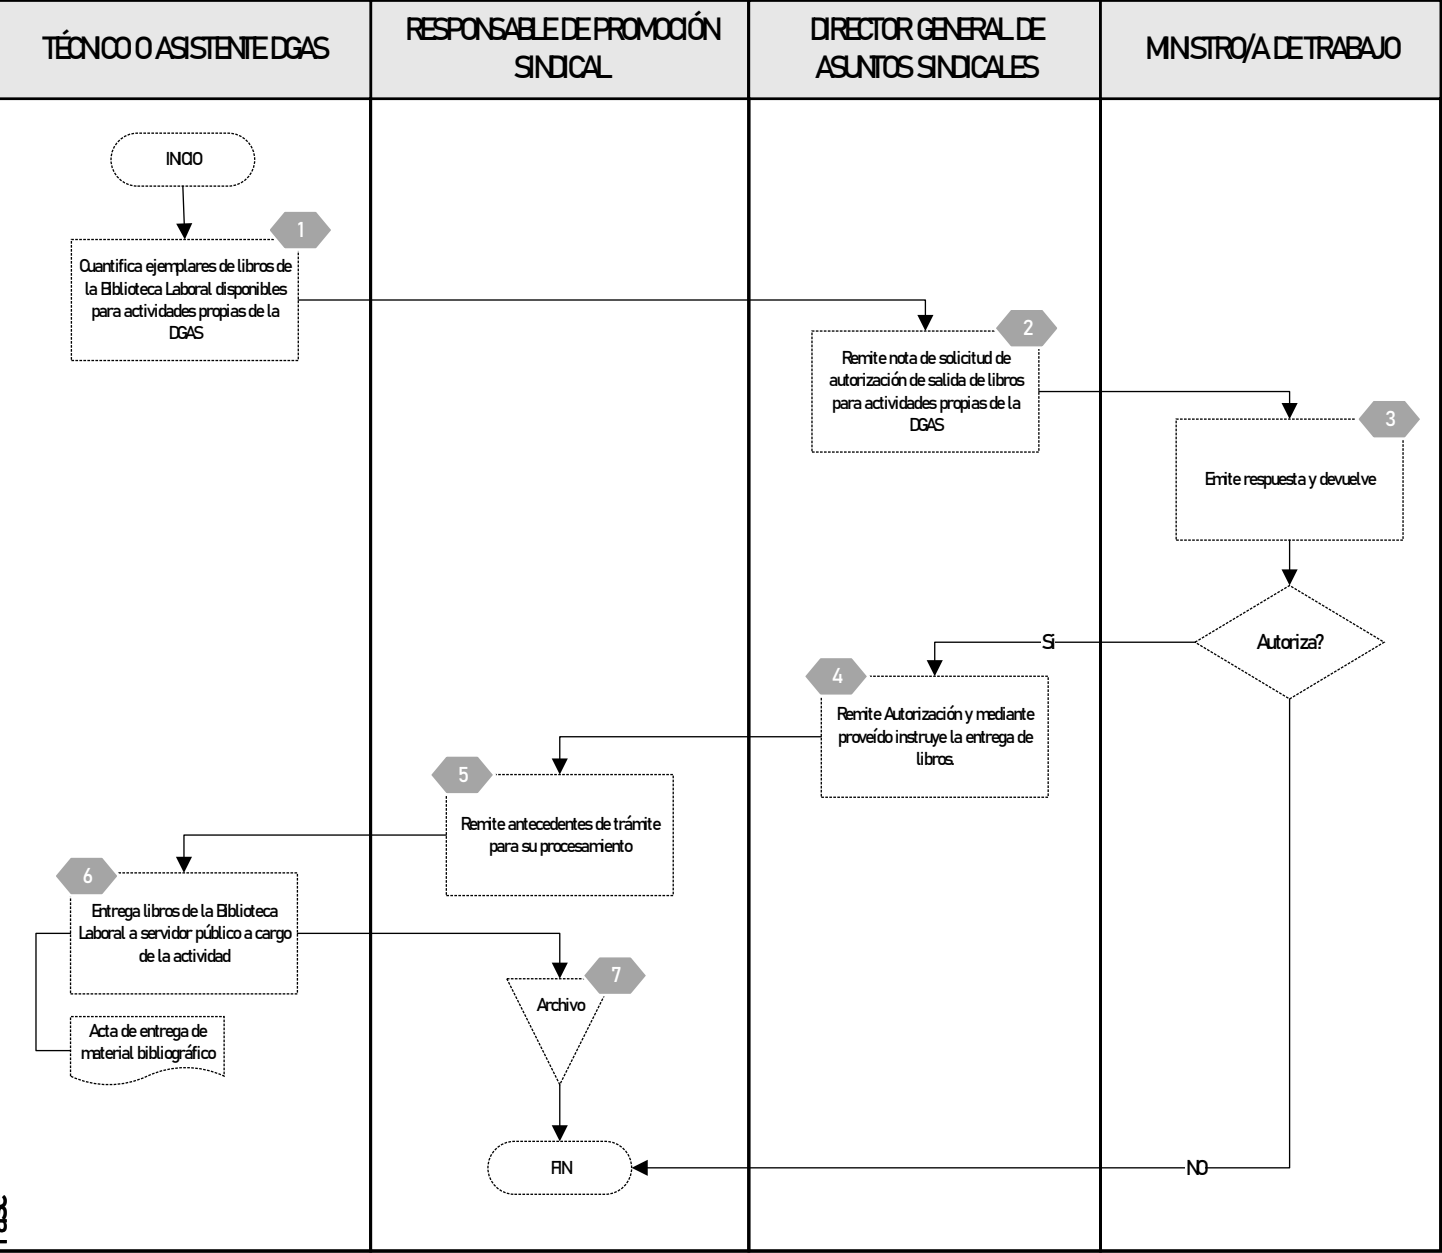 TÉCNICO O ASISTENTE DGAS
RESPONSABLE DE PROMOCIÓN
SINDICAL
DIRECTOR GENERAL DE
ASUNTOS SINDICALES
MINISTRO/A DE TRABAJO
INICIO
1
Cuantifica ejemplares de libros de
la Biblioteca Laboral disponibles
para actividades propias de la
DGAS
2
Remite nota de solicitud de
autorización de salida de libros
para actividades propias de la
DGAS
3
Emite respuesta y devuelve
Autoriza?
Si
4
Remite Autorización y mediante
proveído instruye la entrega de
libros.
5
Remite antecedentes de trámite
para su procesamiento
6
Entrega libros de la Biblioteca
Laboral a servidor público a cargo
de la actividad
Acta de entrega de
material bibliográfico
7
Archivo
FIN
NO
Fase